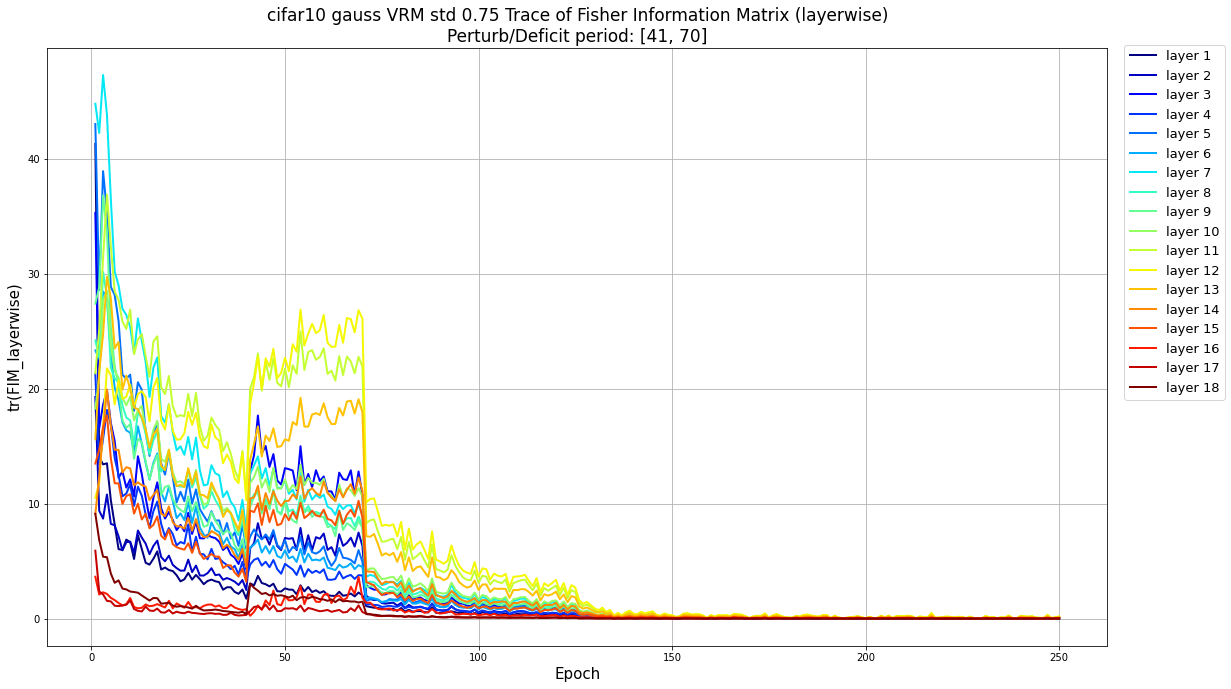 cifar10 gauss VRM std 0.75 Trace of Fisher Information Matrix (layerwise)
Perturb/Deficit period: [41, 70]
tr(FIM_layerwise)
40
30
20
10
0
0 50 100 150 200 250
Epoch
layer 1
layer 2
layer 3
layer 4
layer 5
layer 6
layer 7
layer 8
layer 9
layer 10
layer 11
layer 12
layer 13
layer 14
layer 15
layer 16
layer 17
layer 18